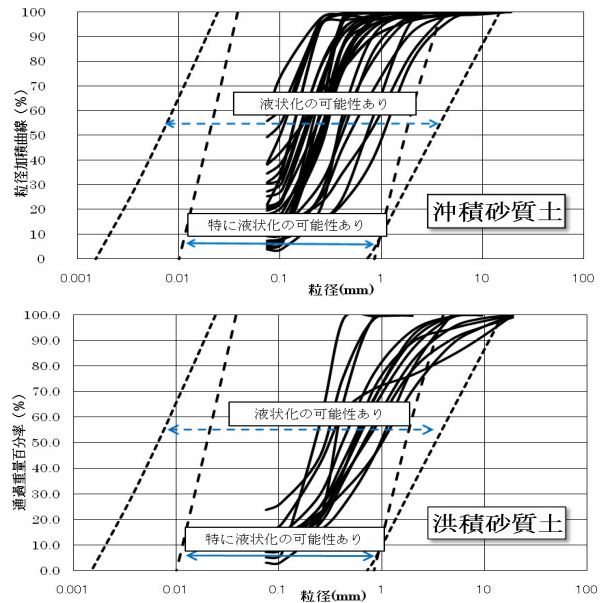 100
90
80
70
60
50
40
30
20
10
0
粒径加積曲線（%）
液状化の可能性あり
特に液状化の可能性あり
沖積砂質土
0.001 0.01 0.1 1 10 100
粒径(mm)
100.0
90.0
80.0
70.0
60.0
50.0
40.0
30.0
20.0
10.0
0.0
通過重量百分率（%）
液状化の可能性あり
特に液状化の可能性あり
洪積砂質土
0.001 0.01 0.1 1 10 100
粒径(mm)